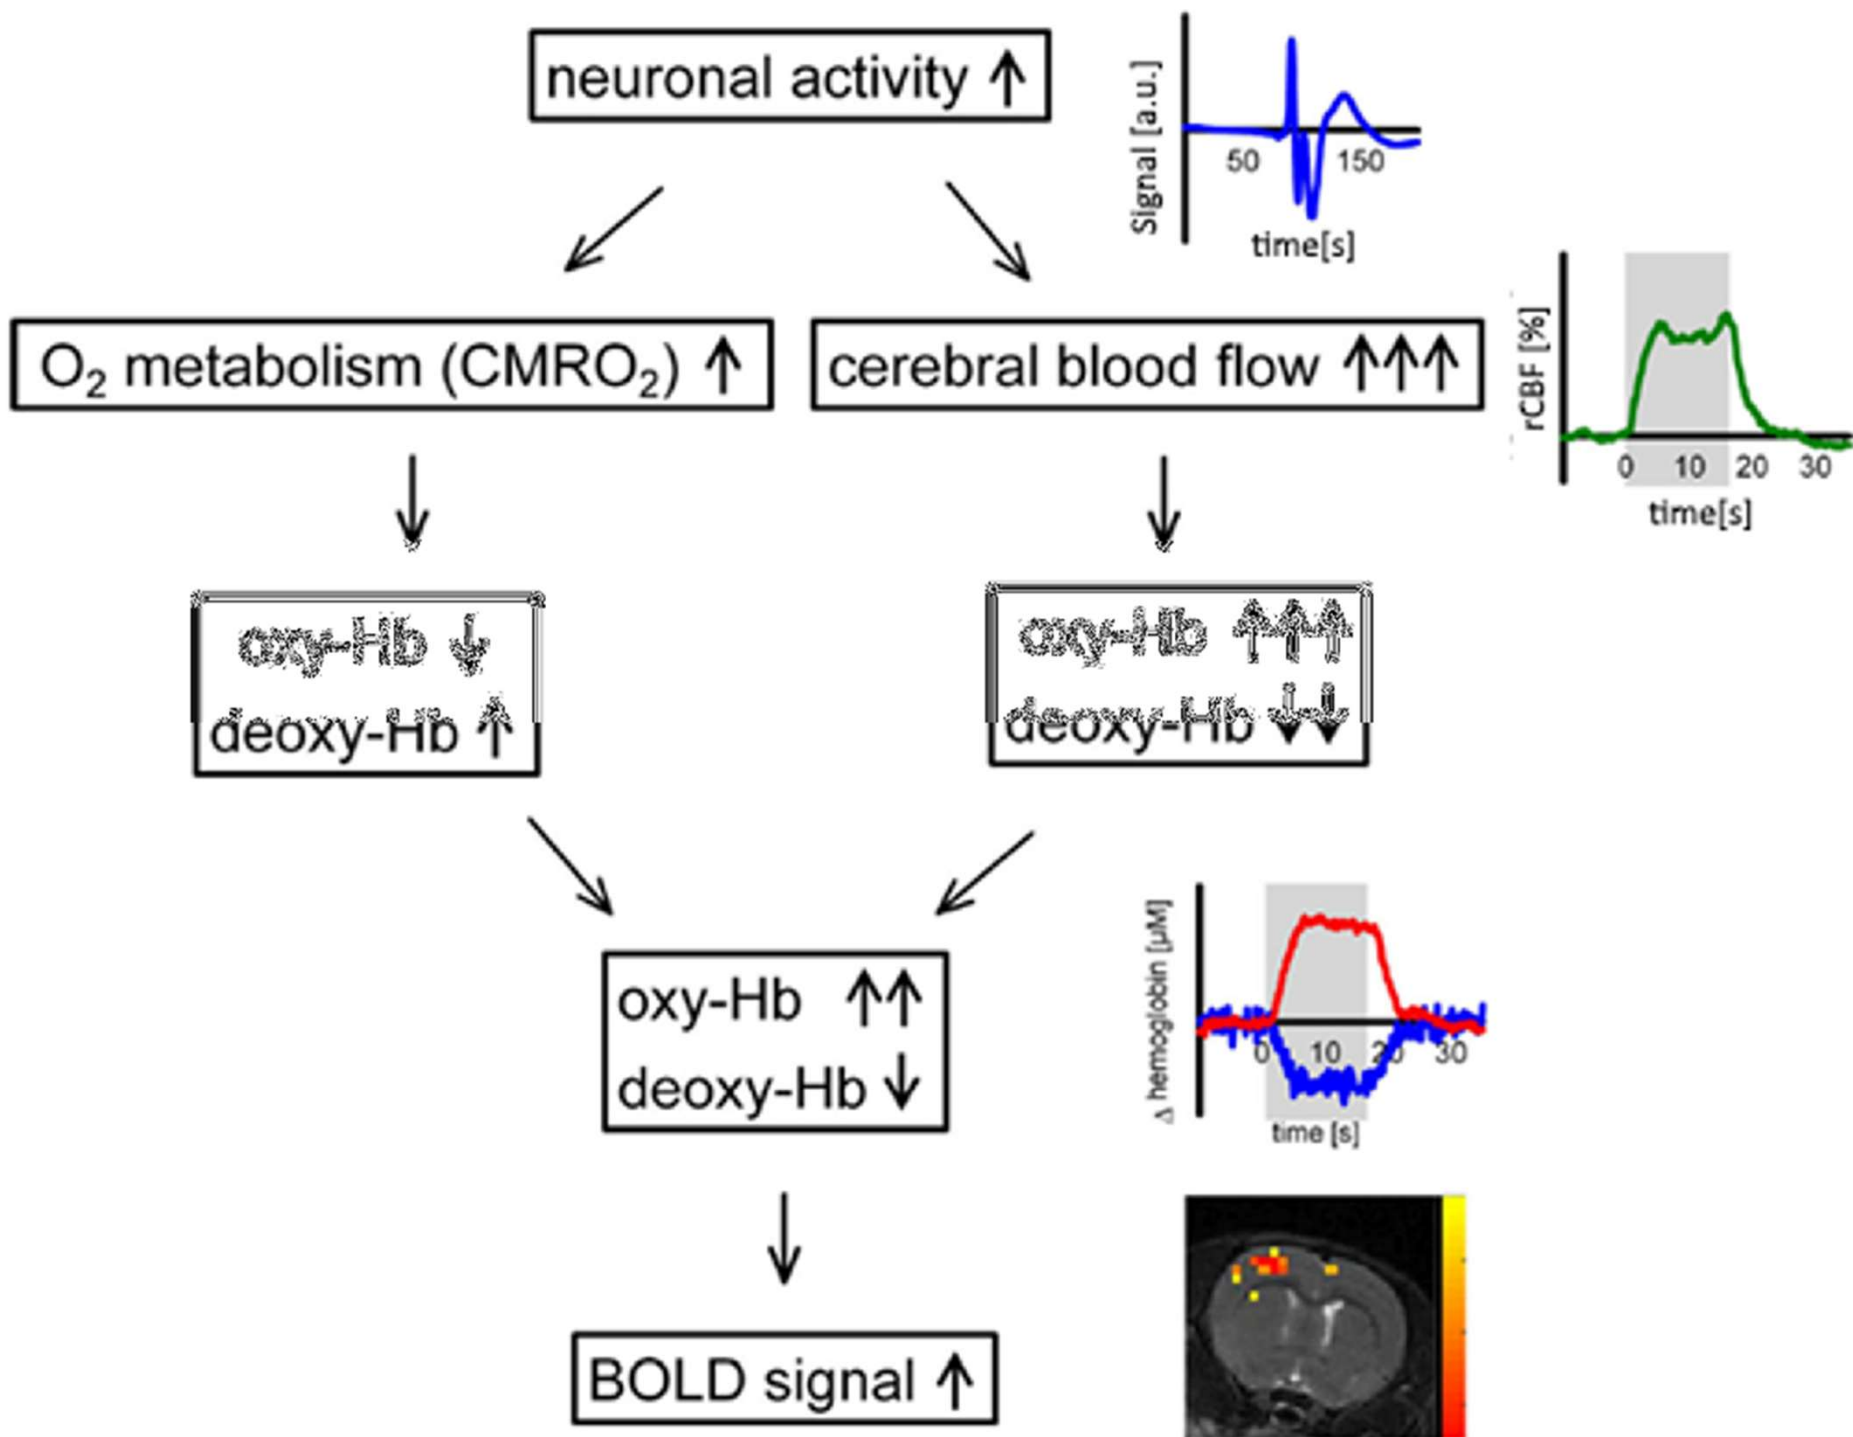 neuronal activity ↑
Signal [a.u.]
50 150
time[s]
O₂ metabolism (CMRO₂) ↑
cerebral blood flow ↑↑↑
rCBF [%]
0 10 20 30
time[s]
oxy-Hb ↓
deoxy-Hb ↑
oxy-Hb ↑↑↑
deoxy-Hb ↓↓
oxy-Hb ↑↑
deoxy-Hb ↓
Δ hemoglobin [µM]
0 10 20 30
time [s]
BOLD signal ↑